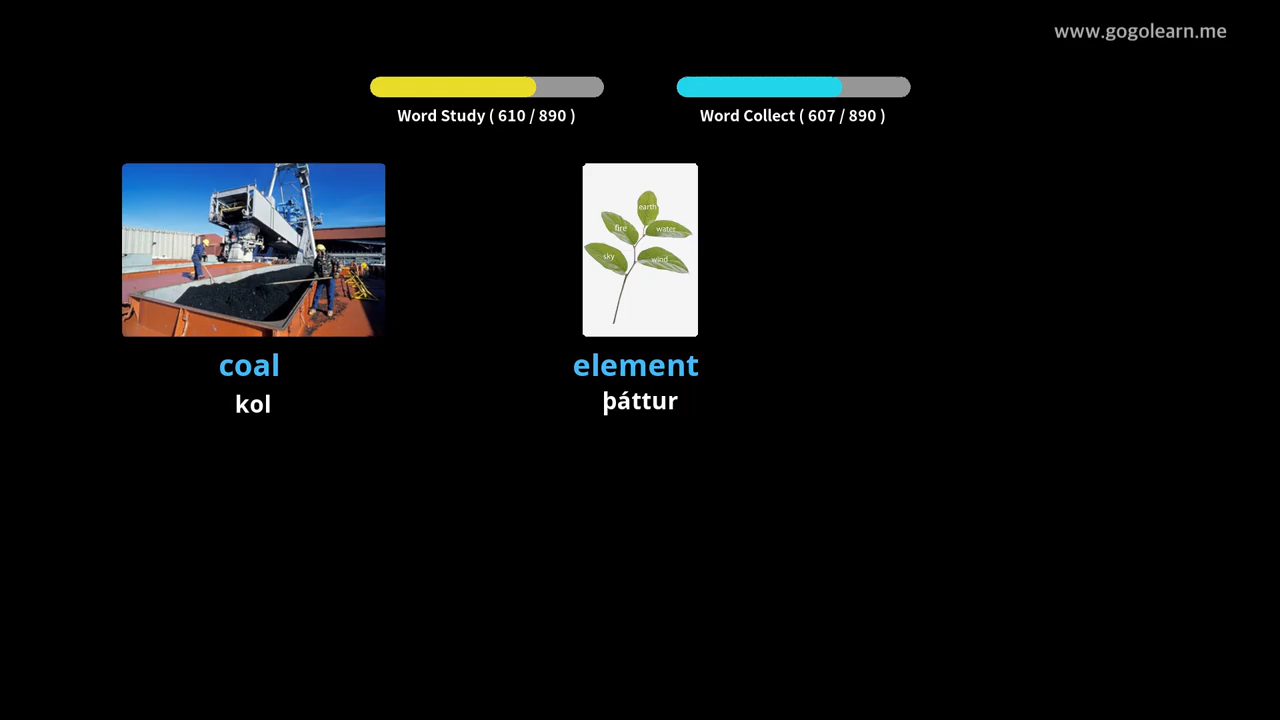 www.gogolearn.me
Word Study ( 610 / 890 )
Word Collect ( 607 / 890 )
earth
fire
water
sky
wind
coal
element
kol
þáttur